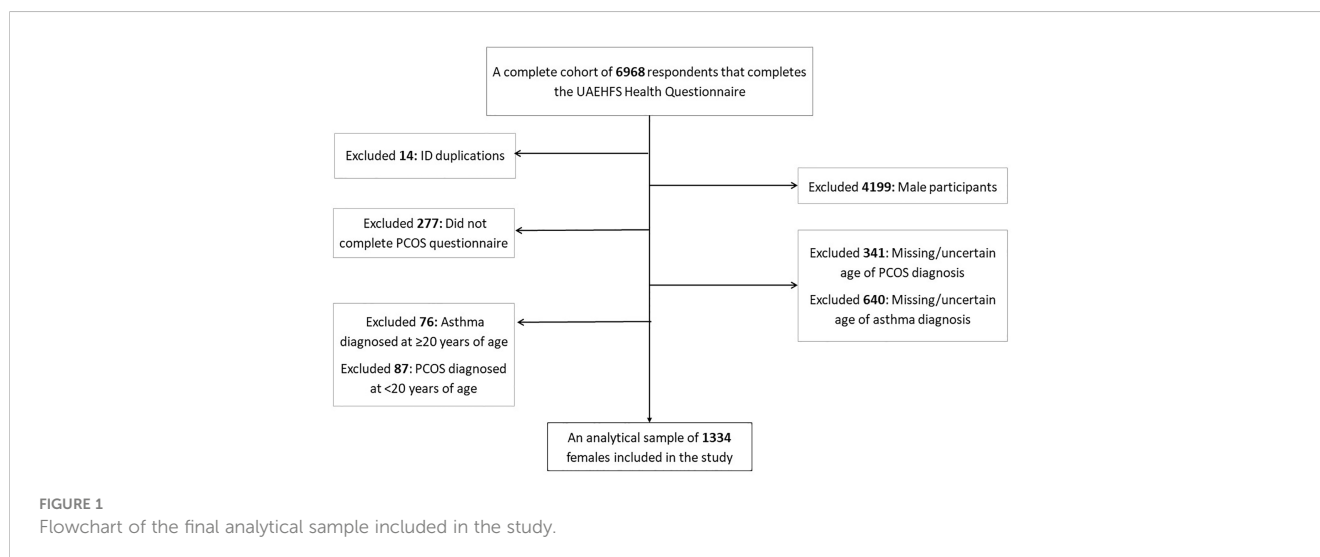 A complete cohort of 6968 respondents that completes
the UAEHFS Health Questionnaire
Excluded 14: ID duplications
Excluded 4199: Male participants
Excluded 277: Did not
complete PCOS questionnaire
Excluded 341: Missing/uncertain
age of PCOS diagnosis
Excluded 640: Missing/uncertain
age of asthma diagnosis
Excluded 76: Asthma
diagnosed at ≥20 years of age
Excluded 87: PCOS diagnosed
at <20 years of age
An analytical sample of 1334
females included in the study
FIGURE 1
Flowchart of the final analytical sample included in the study.